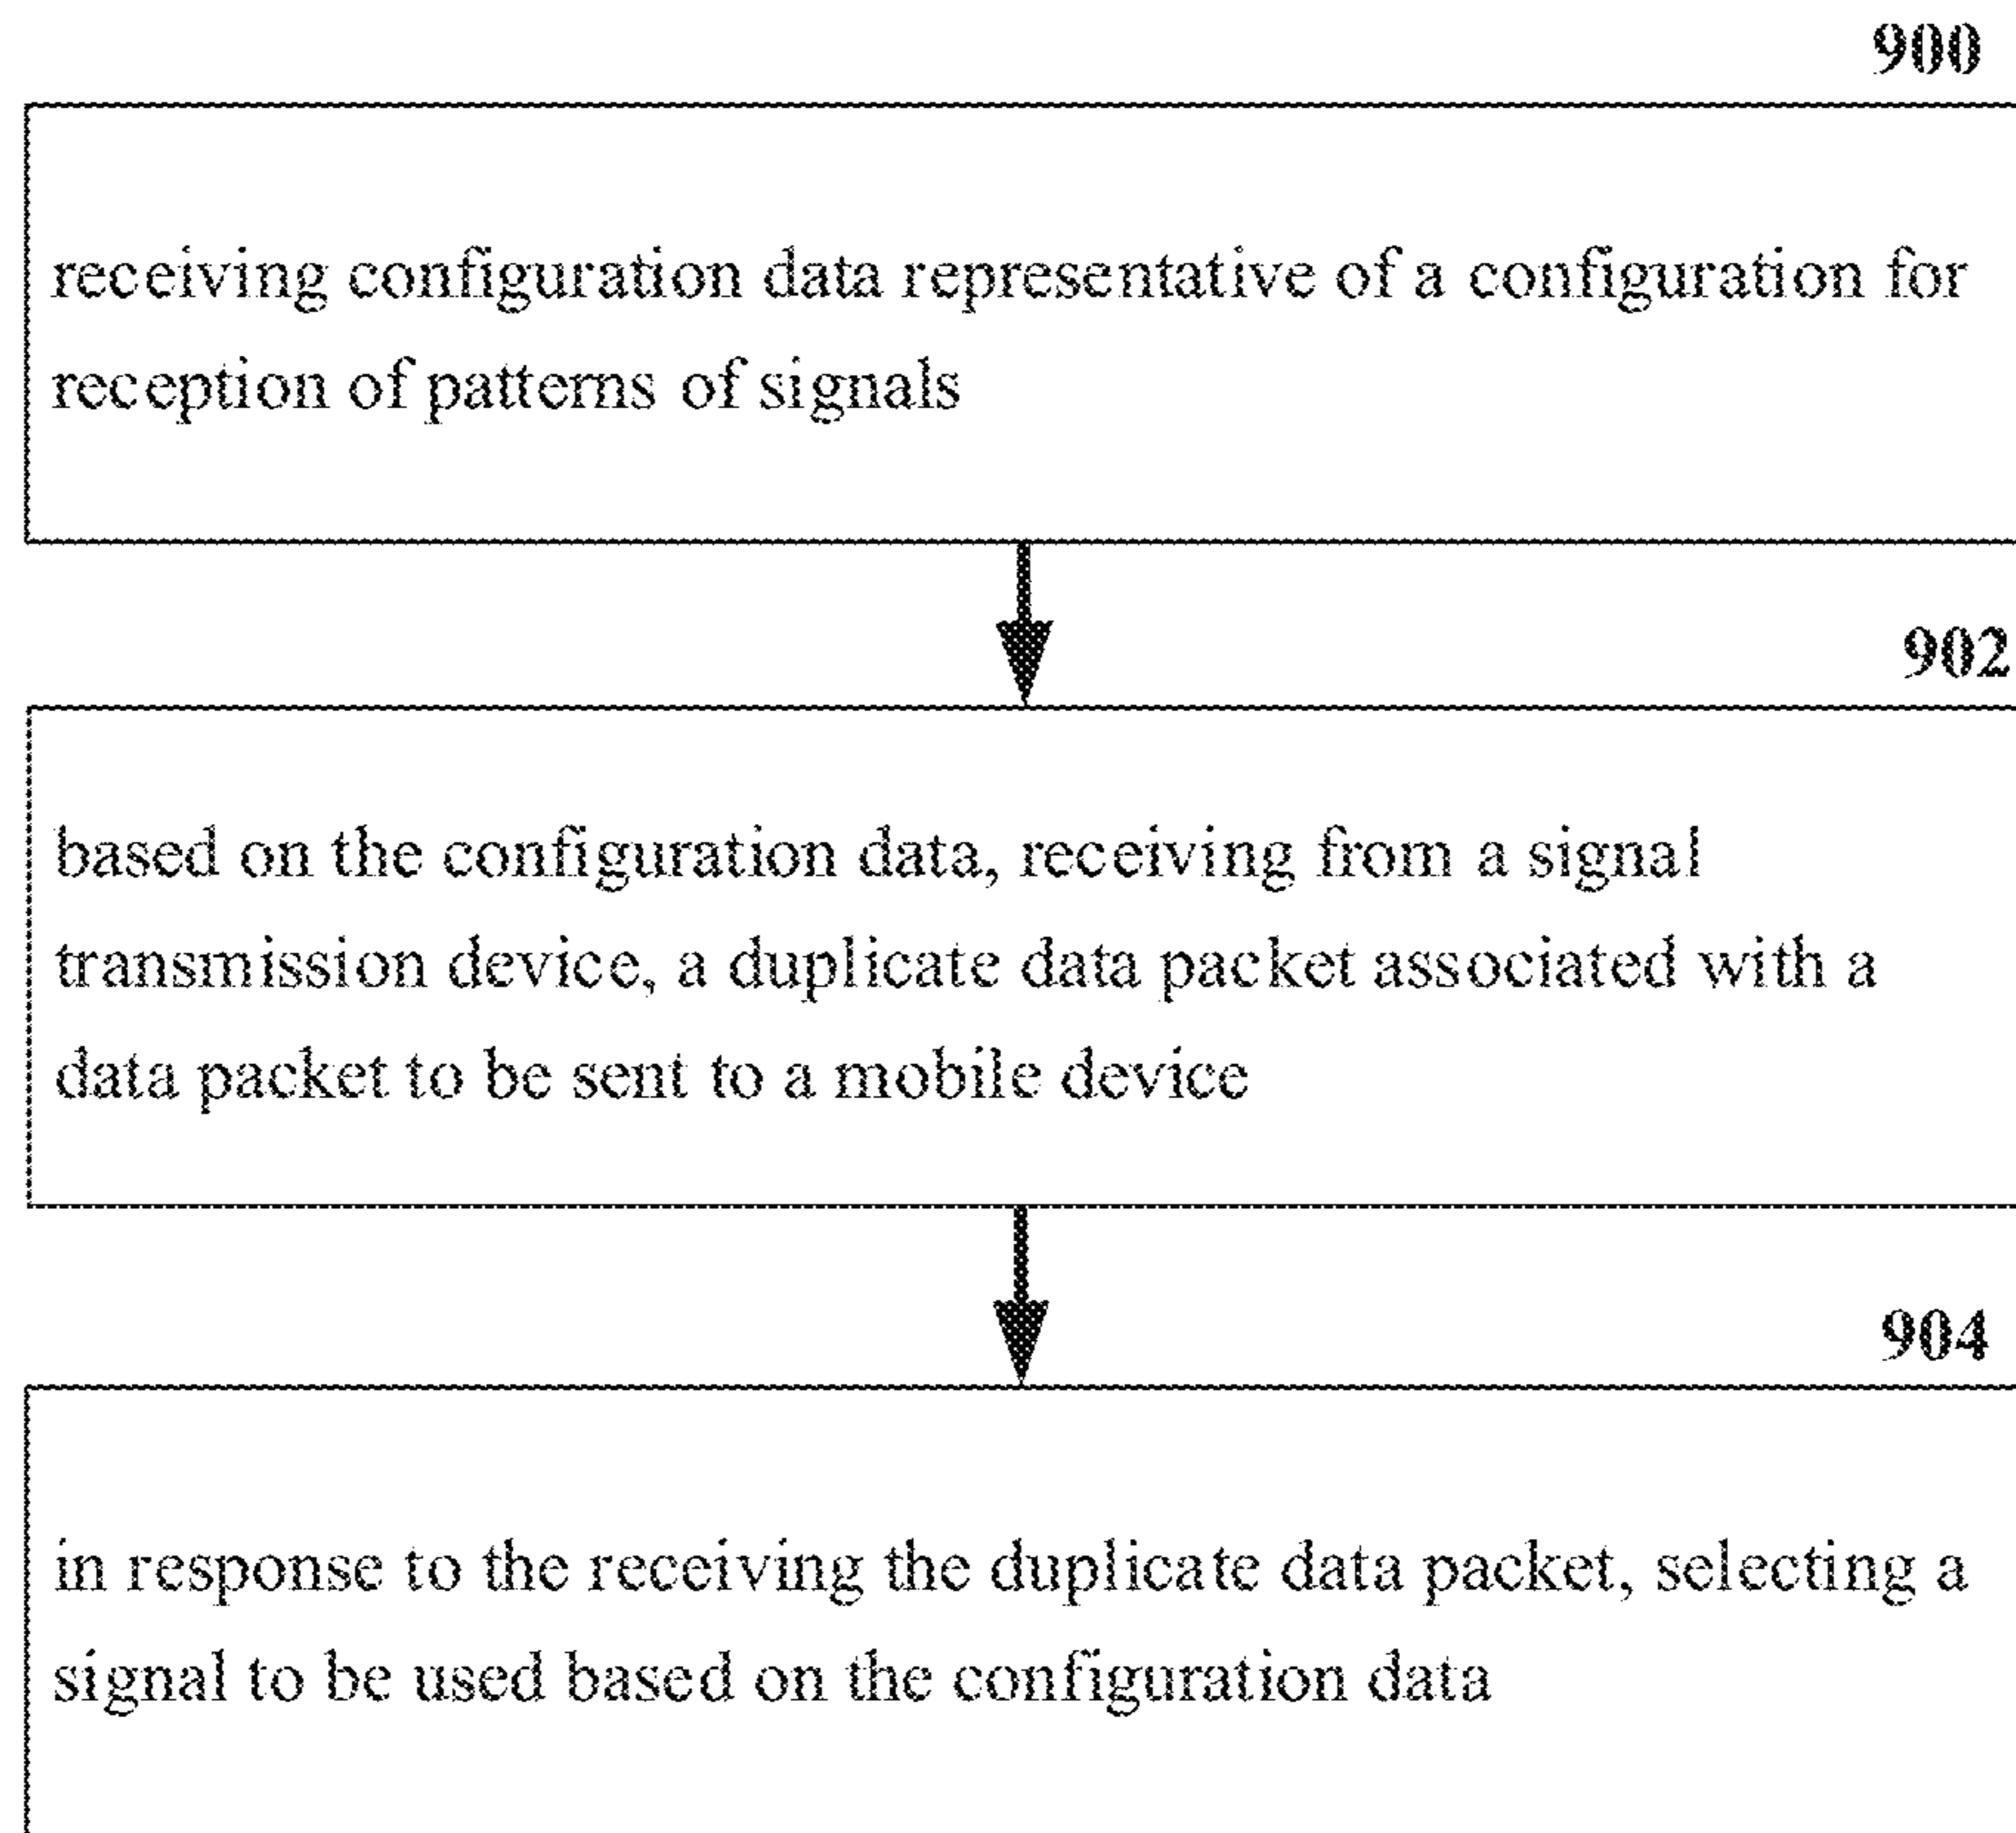 900
receiving configuration data representative of a configuration for
reception of patterns of signals
902
based on the configuration data, receiving from a signal
transmission device, a duplicate data packet associated with a
data packet to be sent to a mobile device
904
in response to the receiving the duplicate data packet, selecting a
signal to be used based on the configuration data